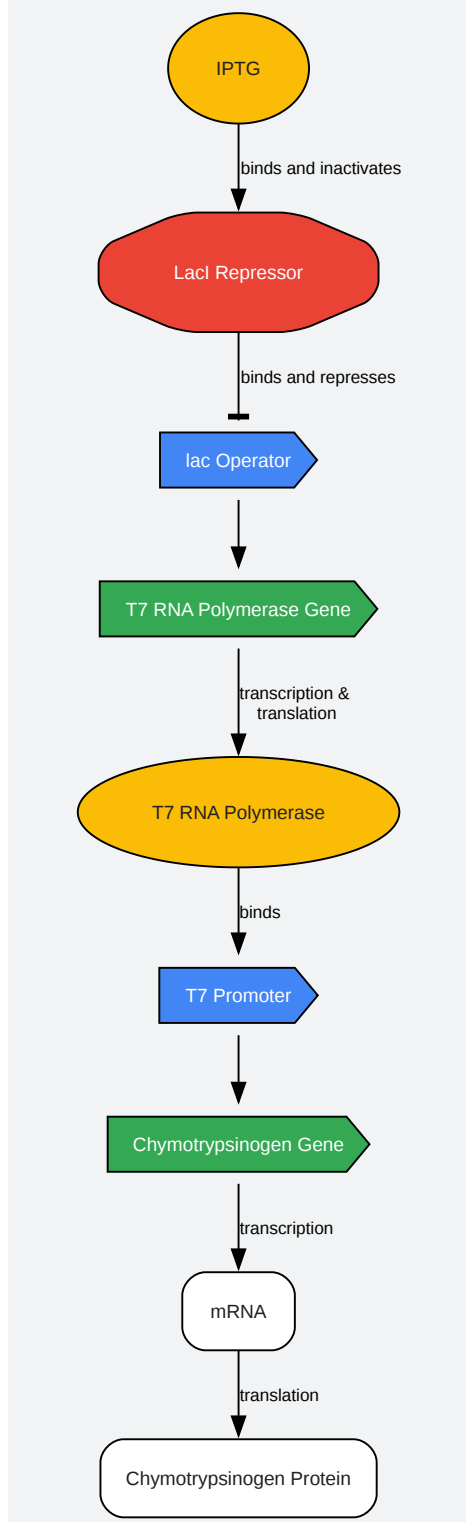 IPTG
binds and inactivates
LacI Repressor
binds and represses
lac Operator
T7 RNA Polymerase Gene
transcription &
translation
T7 RNA Polymerase
binds
T7 Promoter
Chymotrypsinogen Gene
transcription
mRNA
translation
Chymotrypsinogen Protein